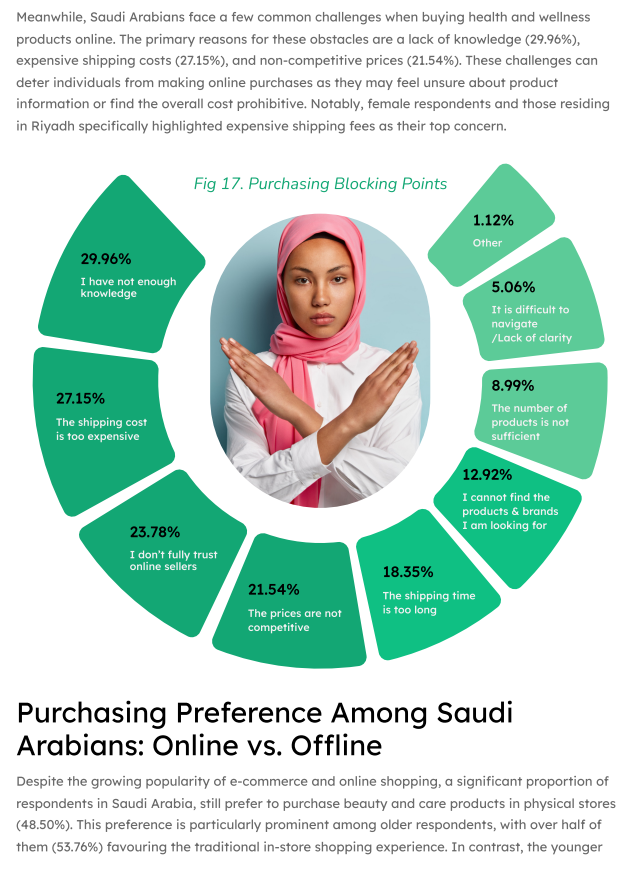 Meanwhile, Saudi Arabians face a few common challenges when buying health and wellness
products online. The primary reasons for these obstacles are a lack of knowledge (29.96%),
expensive shipping costs (27.15%), and non-competitive prices (21.54%). These challenges can
deter individuals from making online purchases as they may feel unsure about product
information or find the overall cost prohibitive. Notably, female respondents and those residing
in Riyadh specifically highlighted expensive shipping fees as their top concern.
Fig 17. Purchasing Blocking Points
29.96%
I have not enough
knowledge
27.15%
The shipping cost
is too expensive
23.78%
I don't fully trust
online sellers
21.54%
The prices are not
competitive
18.35%
The shipping time
is too long
12.92%
I cannot find the
products & brands
I am looking for
8.99%
The number of
products is not
sufficient
5.06%
It is difficult to
navigate
/Lack of clarity
1.12%
Other
Purchasing Preference Among Saudi
Arabians: Online vs. Offline
Despite the growing popularity of e-commerce and online shopping, a significant proportion of
respondents in Saudi Arabia, still prefer to purchase beauty and care products in physical stores
(48.50%). This preference is particularly prominent among older respondents, with over half of
them (53.76%) favouring the traditional in-store shopping experience. In contrast, the younger